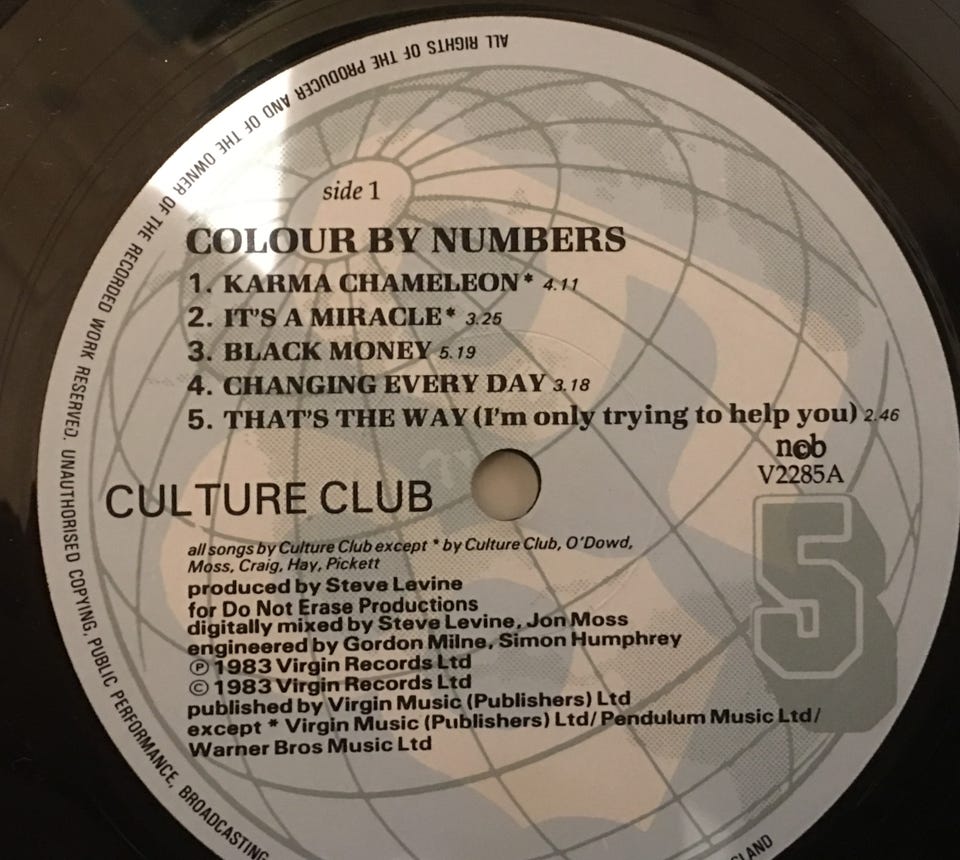 side 1
COLOUR BY NUMBERS
1. KARMA CHAMELEON* 4.11
2. IT'S A MIRACLE* 3.25
3. BLACK MONEY 5.19
4. CHANGING EVERY DAY 3.18
5. THAT'S THE WAY (I'm only trying to help you) 2.46
ncb
V2285A
CULTURE CLUB
5
all songs by Culture Club except * by Culture Club, O'Dowd,
Moss, Craig, Hay, Pickett
produced by Steve Levine
for Do Not Erase Productions
digitally mixed by Steve Levine, Jon Moss
engineered by Gordon Milne, Simon Humphrey
℗ 1983 Virgin Records Ltd
© 1983 Virgin Records Ltd
published by Virgin Music (Publishers) Ltd
except * Virgin Music (Publishers) Ltd/ Pendulum Music Ltd/
Warner Bros Music Ltd
ALL RIGHTS OF THE PRODUCER AND OF THE OWNER OF THE RECORDED WORK RESERVED. UNAUTHORISED COPYING, PUBLIC PERFORMANCE, BROADCASTING